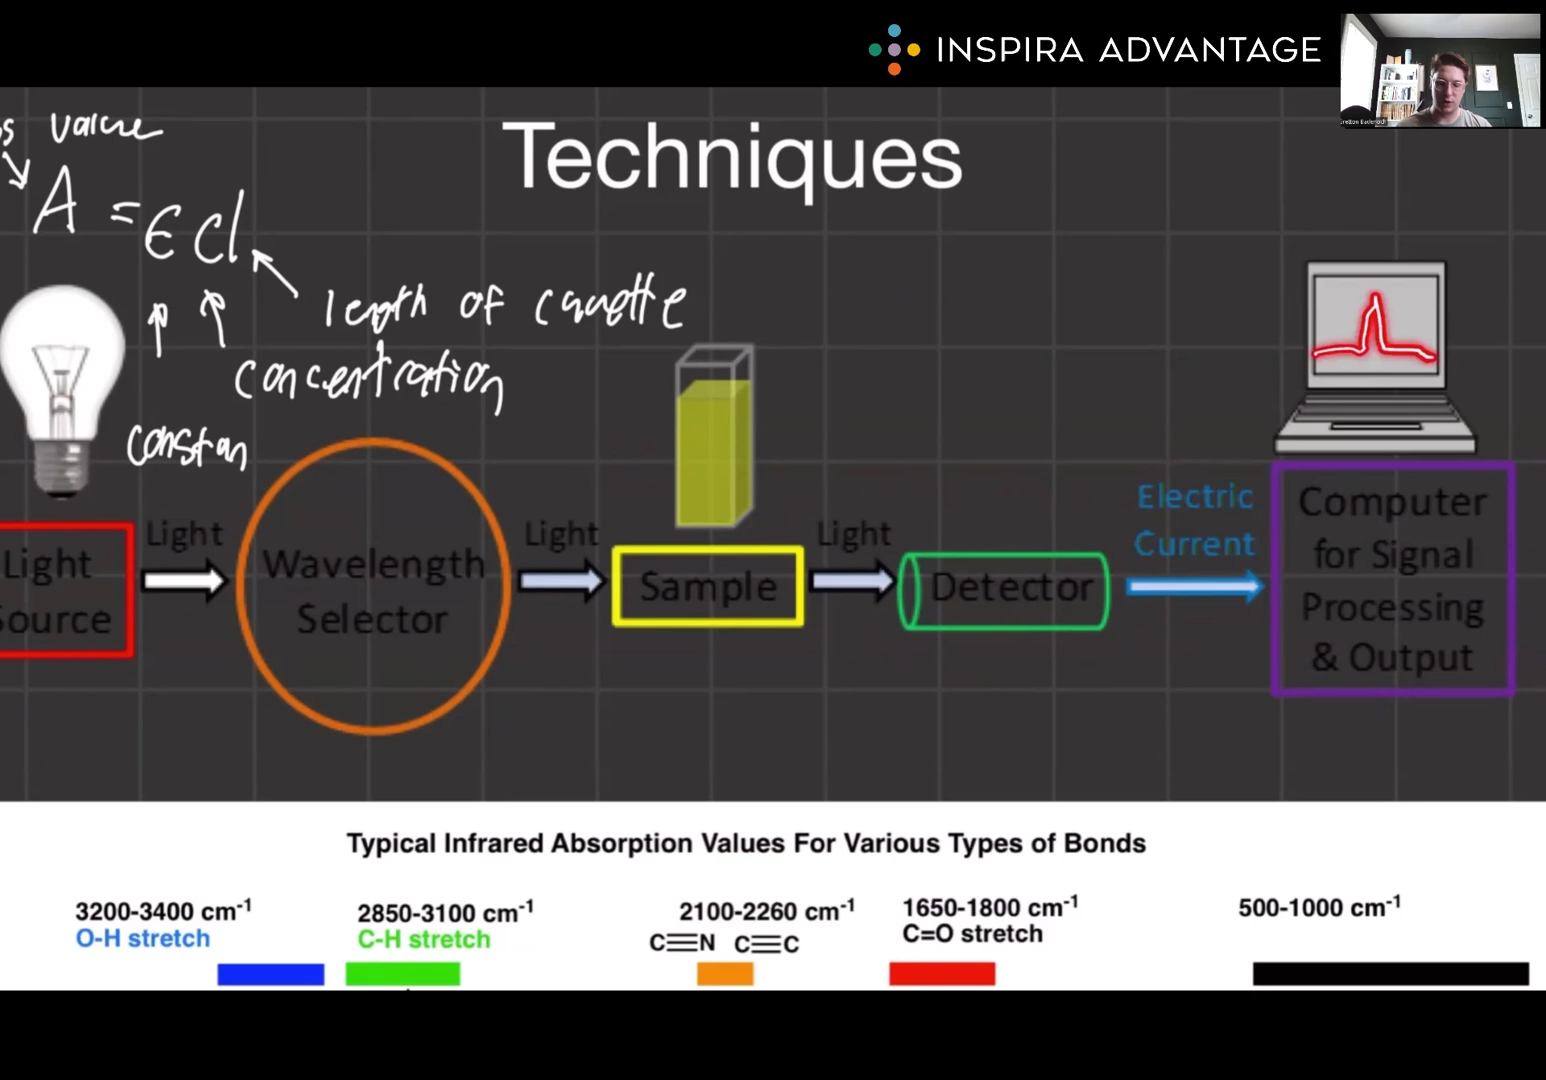 INSPIRA ADVANTAGE
s value
Techniques
A = ϵ C l
length of cuvette
concentration
constan
Light
Source
Light
Wavelength
Selector
Light
Sample
Light
Detector
Electric
Current
Computer
for Signal
Processing
& Output
Typical Infrared Absorption Values For Various Types of Bonds
3200-3400 cm⁻¹
O-H stretch
2850-3100 cm⁻¹
C-H stretch
2100-2260 cm⁻¹
C≡N C≡C
1650-1800 cm⁻¹
C=O stretch
500-1000 cm⁻¹